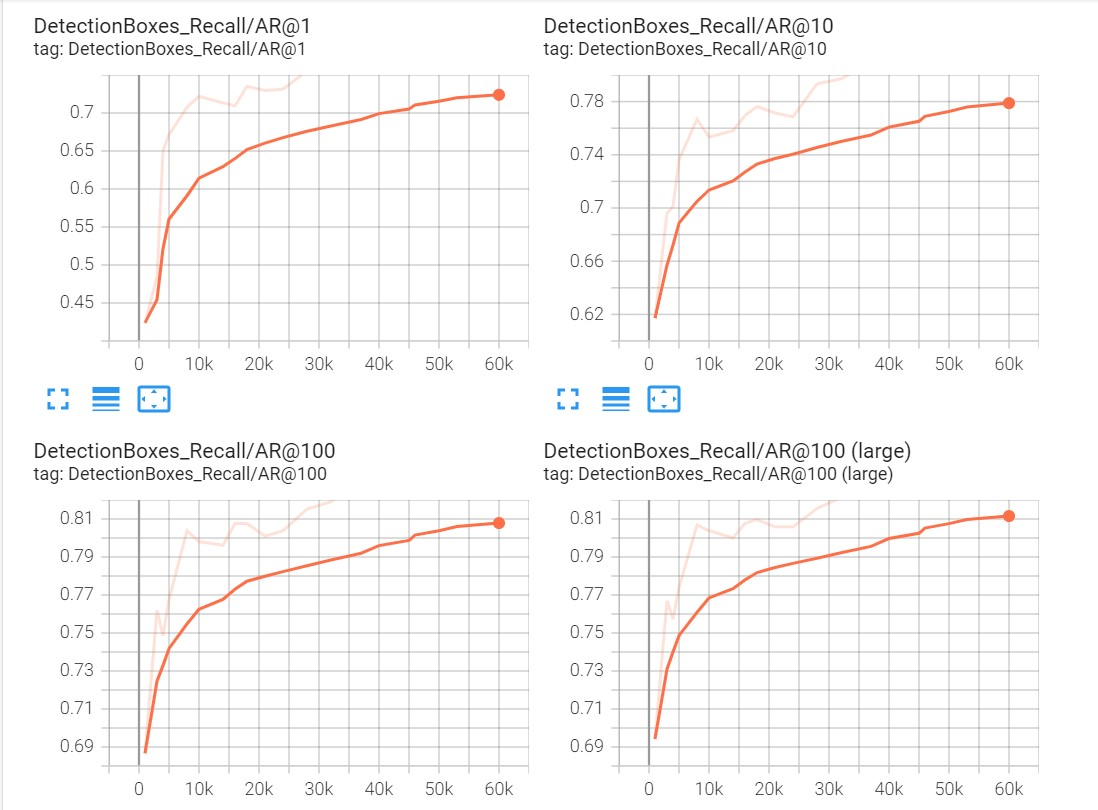 DetectionBoxes_Recall/AR@1
tag: DetectionBoxes_Recall/AR@1
0.7
0.65
0.6
0.55
0.5
0.45
0 10k 20k 30k 40k 50k 60k
DetectionBoxes_Recall/AR@10
tag: DetectionBoxes_Recall/AR@10
0.78
0.74
0.7
0.66
0.62
0 10k 20k 30k 40k 50k 60k
DetectionBoxes_Recall/AR@100
tag: DetectionBoxes_Recall/AR@100
0.81
0.79
0.77
0.75
0.73
0.71
0.69
0 10k 20k 30k 40k 50k 60k
DetectionBoxes_Recall/AR@100 (large)
tag: DetectionBoxes_Recall/AR@100 (large)
0.81
0.79
0.77
0.75
0.73
0.71
0.69
0 10k 20k 30k 40k 50k 60k